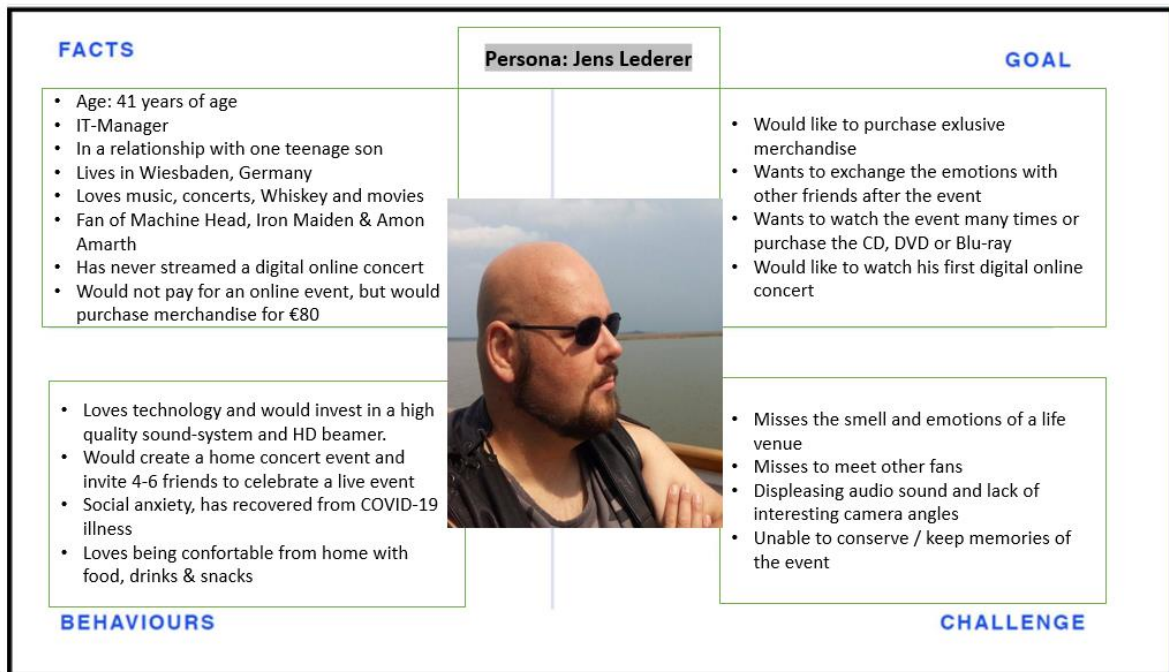 FACTS
Persona: Jens Lederer
GOAL
• Age: 41 years of age
• IT-Manager
• In a relationship with one teenage son
• Lives in Wiesbaden, Germany
• Loves music, concerts, Whiskey and movies
• Fan of Machine Head, Iron Maiden & Amon
Amarth
• Has never streamed a digital online concert
• Would not pay for an online event, but would
purchase merchandise for €80
• Would like to purchase exlusive
merchandise
• Wants to exchange the emotions with
other friends after the event
• Wants to watch the event many times or
purchase the CD, DVD or Blu-ray
• Would like to watch his first digital online
concert
• Loves technology and would invest in a high
quality sound-system and HD beamer.
• Would create a home concert event and
invite 4-6 friends to celebrate a live event
• Social anxiety, has recovered from COVID-19
illness
• Loves being confortable from home with
food, drinks & snacks
• Misses the smell and emotions of a life
venue
• Misses to meet other fans
• Displeasing audio sound and lack of
interesting camera angles
• Unable to conserve / keep memories of
the event
BEHAVIOURS
CHALLENGE